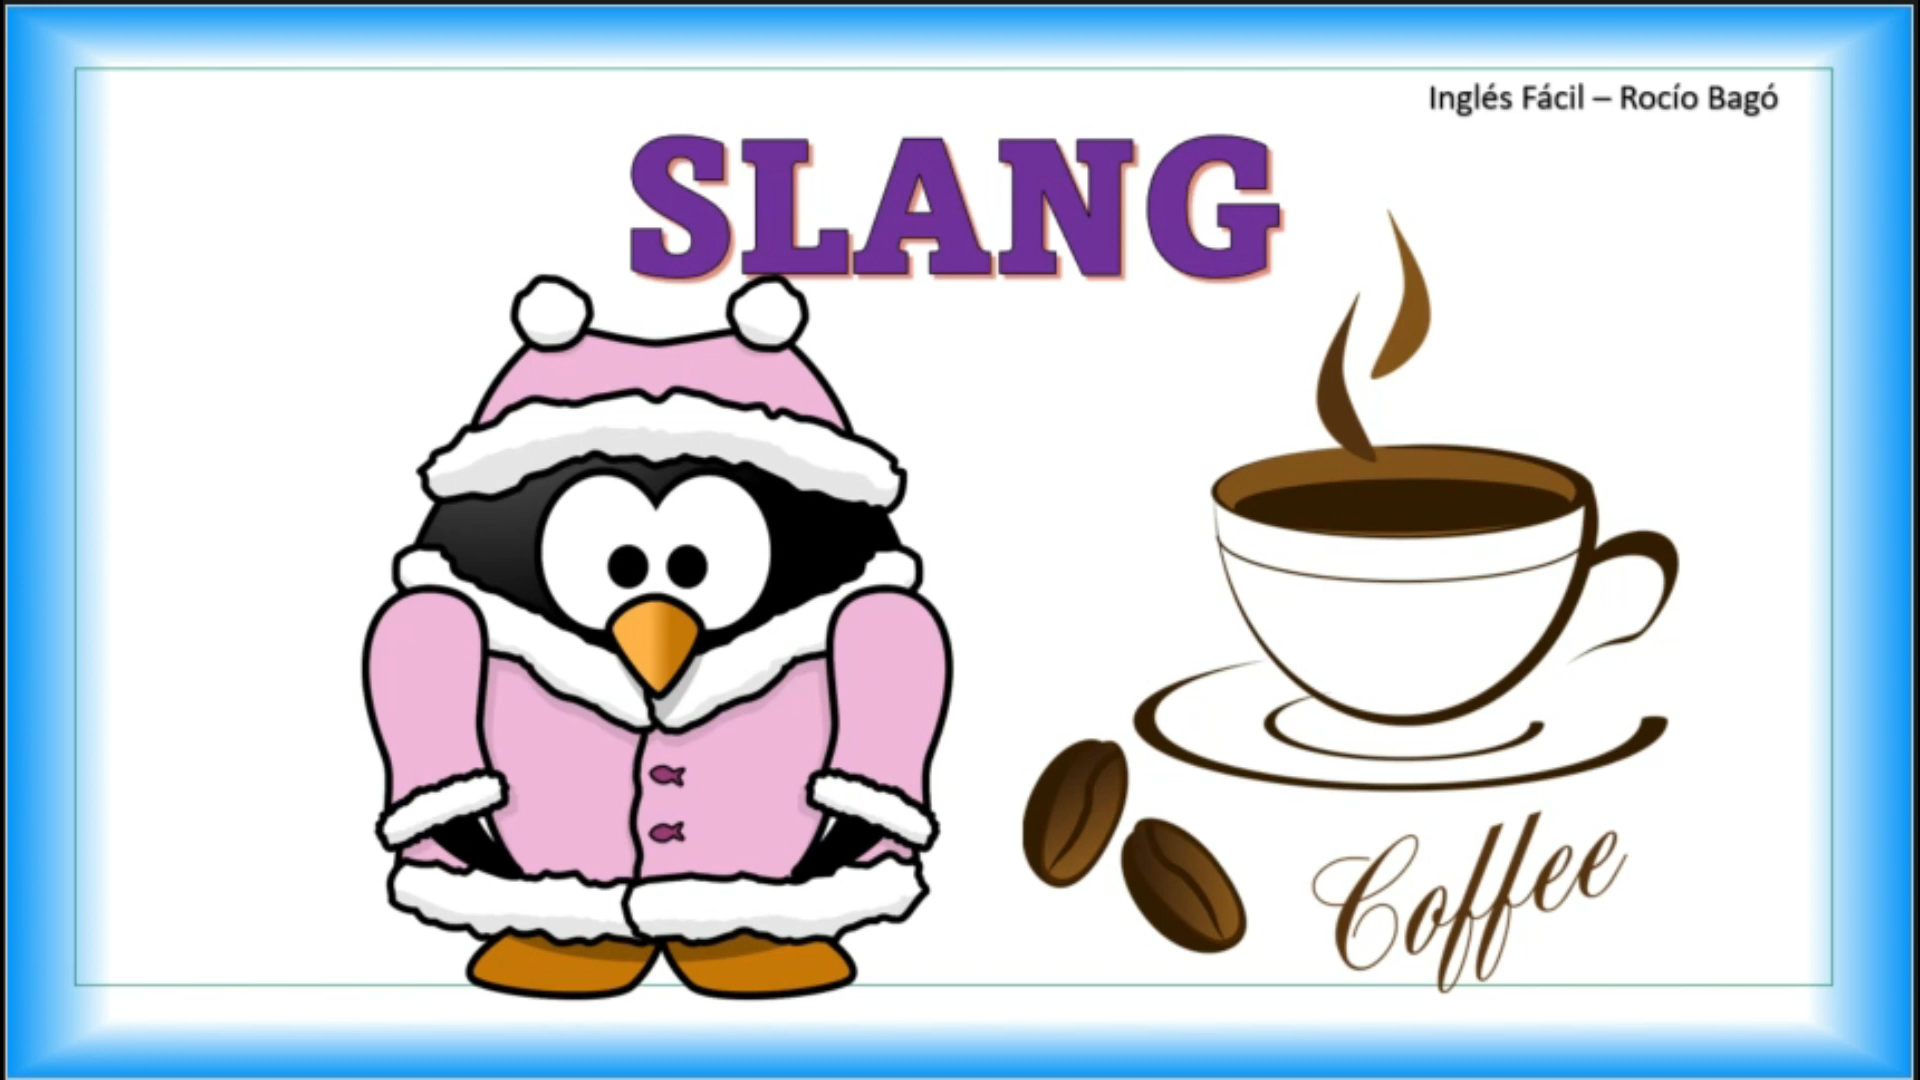 Inglés Fácil – Rocío Bagó
SLANG
Coffee